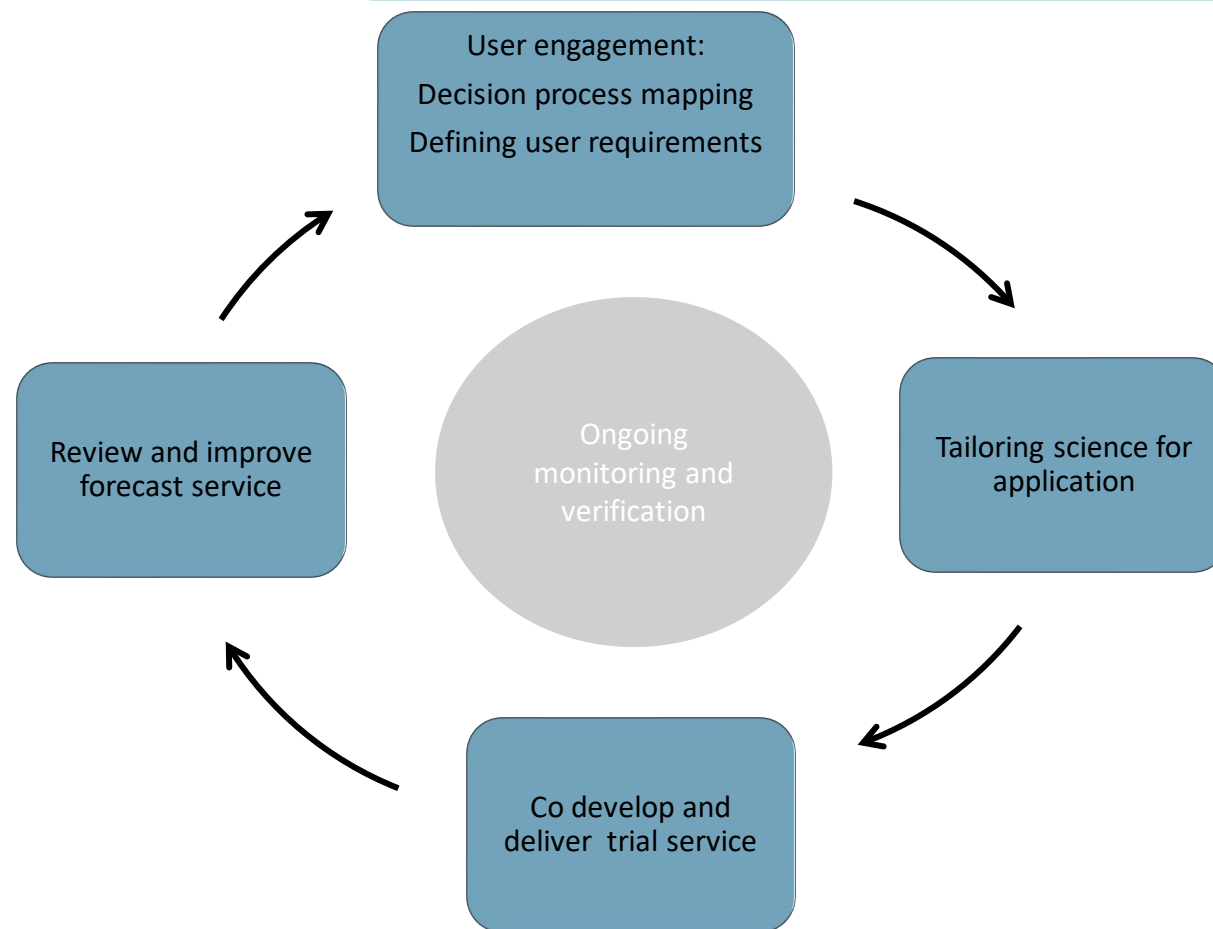 User engagement:
Decision process mapping
Defining user requirements
Review and improve
forecast service
Ongoing
monitoring and
verification
Tailoring science for
application
Co develop and
deliver  trial service